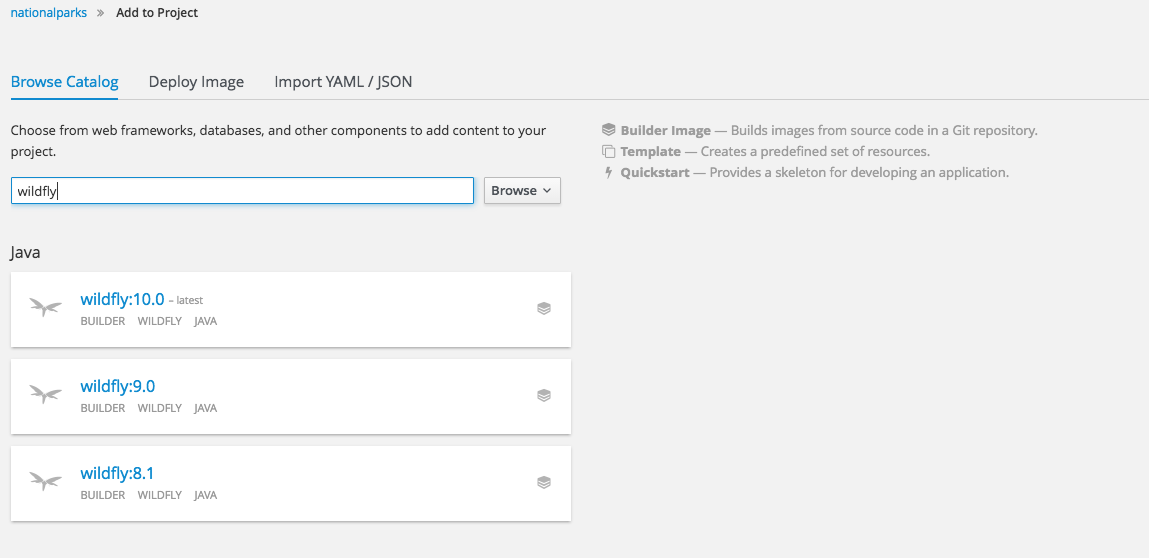 nationalparks » Add to Project
Browse Catalog Deploy Image Import YAML / JSON
Choose from web frameworks, databases, and other components to add content to your
project.
wildfly Browse
Builder Image — Builds images from source code in a Git repository.
Template — Creates a predefined set of resources.
Quickstart — Provides a skeleton for developing an application.
Java
wildfly:10.0 – latest
BUILDER WILDFLY JAVA
wildfly:9.0
BUILDER WILDFLY JAVA
wildfly:8.1
BUILDER WILDFLY JAVA